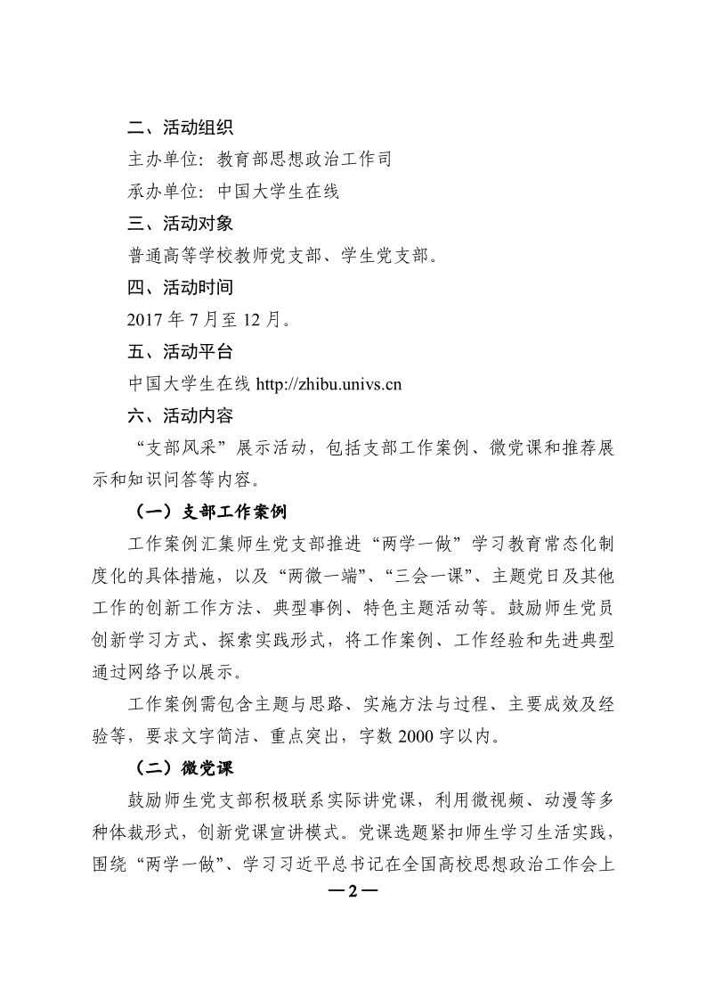 二、活动组织
主办单位：教育部思想政治工作司
承办单位：中国大学生在线
三、活动对象
普通高等学校教师党支部、学生党支部。
四、活动时间
2017 年 7 月至 12 月。
五、活动平台
中国大学生在线 http://zhibu.univs.cn
六、活动内容
“支部风采”展示活动，包括支部工作案例、微党课和推荐展
示和知识问答等内容。
（一）支部工作案例
工作案例汇集师生党支部推进“两学一做”学习教育常态化制
度化的具体措施，以及“两微一端”、“三会一课”、主题党日及其他
工作的创新工作方法、典型事例、特色主题活动等。鼓励师生党员
创新学习方式、探索实践形式，将工作案例、工作经验和先进典型
通过网络予以展示。
工作案例需包含主题与思路、实施方法与过程、主要成效及经
验等，要求文字简洁、重点突出，字数 2000 字以内。
（二）微党课
鼓励师生党支部积极联系实际讲党课，利用微视频、动漫等多
种体裁形式，创新党课宣讲模式。党课选题紧扣师生学习生活实践，
围绕“两学一做”、学习习近平总书记在全国高校思想政治工作会上
— 2 —